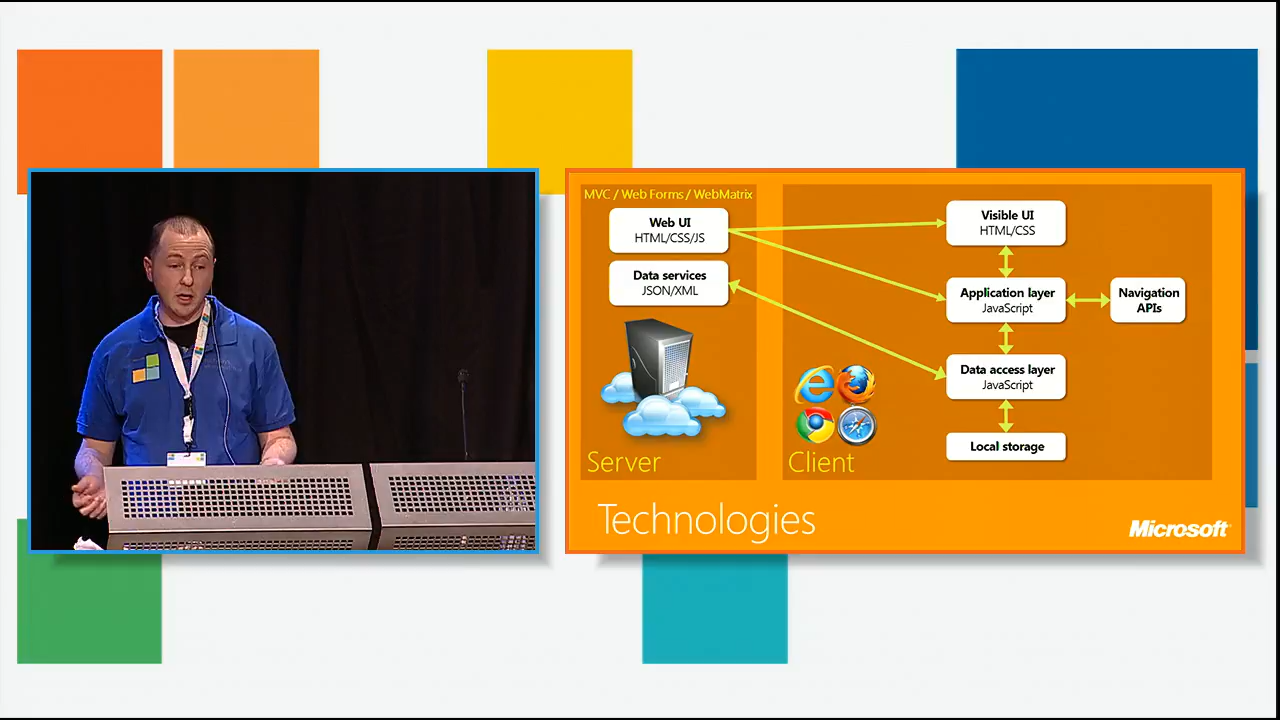 MVC / Web Forms / WebMatrix
Web UI
HTML/CSS/JS
Data services
JSON/XML
Server
Visible UI
HTML/CSS
Application layer
JavaScript
Navigation
APIs
Data access layer
JavaScript
Local storage
Client
Technologies
Microsoft